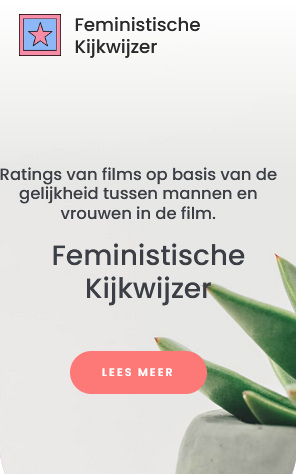 Feministische
Kijkwijzer
Ratings van films op basis van de
gelijkheid tussen mannen en
vrouwen in de film.
Feministische
Kijkwijzer
LEES MEER